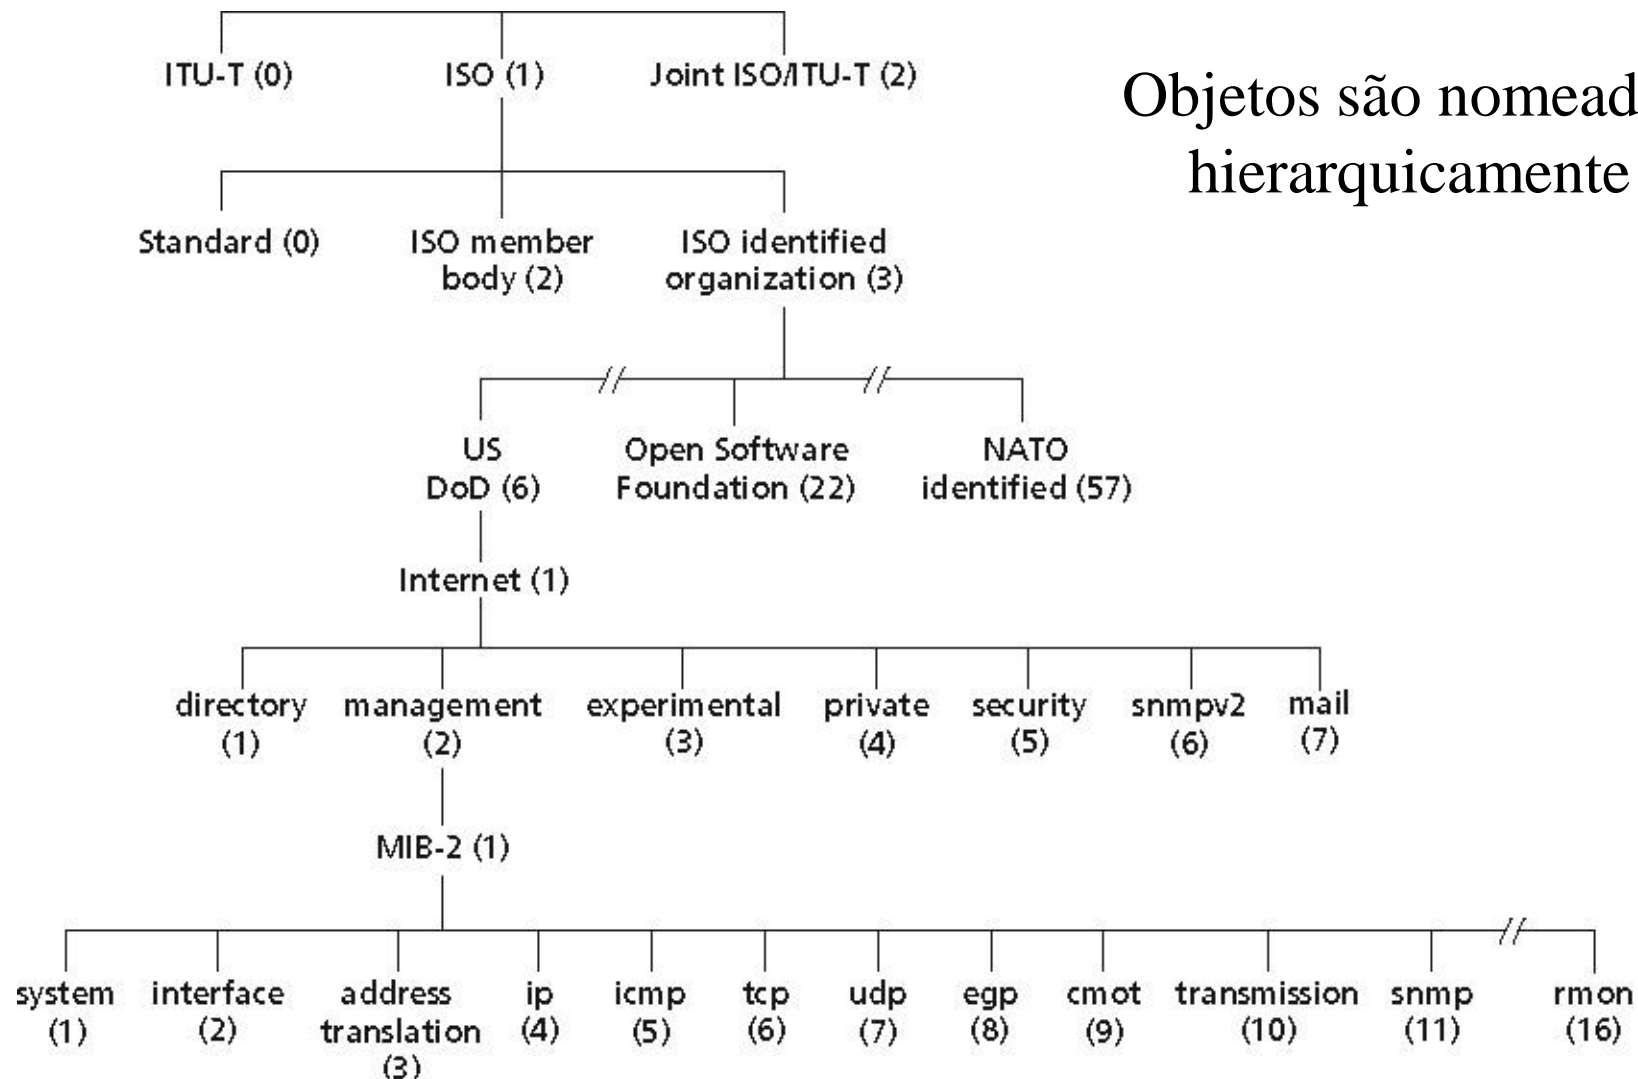 ITU-T (0) ISO (1) Joint ISO/ITU-T (2)
Objetos são nomead
hierarquicamente
Standard (0) ISO member ISO identified
body (2) organization (3)
US Open Software NATO
DoD (6) Foundation (22) identified (57)
Internet (1)
directory management experimental private security snmpv2 mail
(1) (2) (3) (4) (5) (6) (7)
MIB-2 (1)
system interface address ip icmp tcp udp egp cmot transmission snmp rmon
(1) (2) translation (4) (5) (6) (7) (8) (9) (10) (11) (16)
(3)